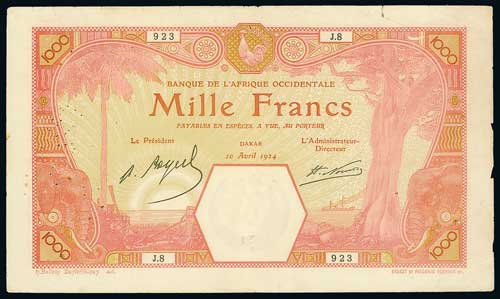 1000
923
J.8
1000
BANQUE DE L'AFRIQUE OCCIDENTALE
Mille Francs
PAYABLES EN ESPÈCES, A VUE, AU PORTEUR
Le Président
DAKAR
L'Administrateur-
Directeur
10 Avril 1924
1000
J.8
923
1000